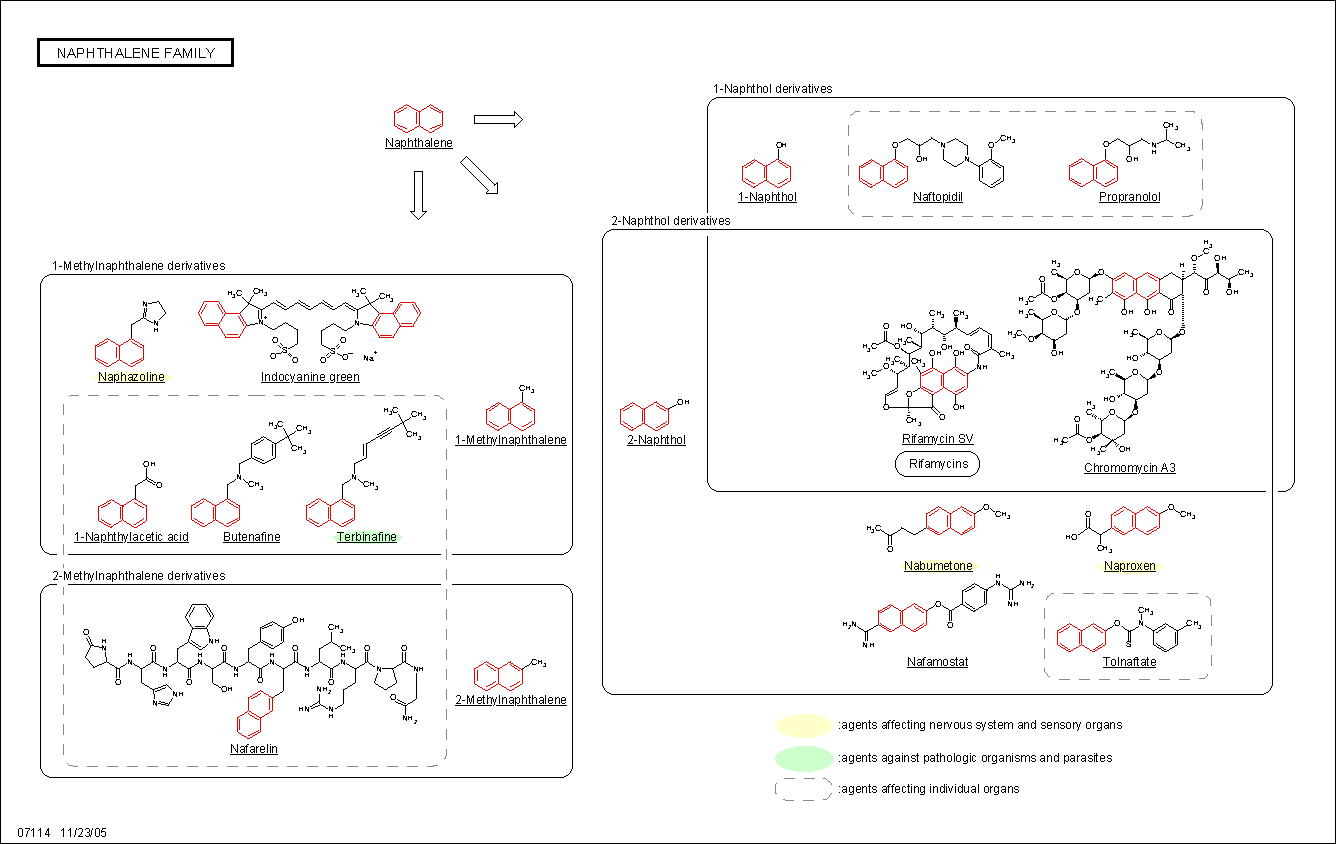 NAPHTHALENE FAMILY
Naphthalene
1-Naphthol derivatives
1-Naphthol
Naftopidil
Propranolol
2-Naphthol derivatives
2-Naphthol
Rifamycin SV
Rifamycins
Chromomycin A3
Nabumetone
Naproxen
Nafamostat
Tolnaftate
1-Methylnaphthalene derivatives
Naphazoline
Indocyanine green
1-Methylnaphthalene
1-Naphthylacetic acid
Butenafine
Terbinafine
2-Methylnaphthalene derivatives
2-Methylnaphthalene
Nafarelin
:agents affecting nervous system and sensory organs
:agents against pathologic organisms and parasites
:agents affecting individual organs
07114 11/23/05